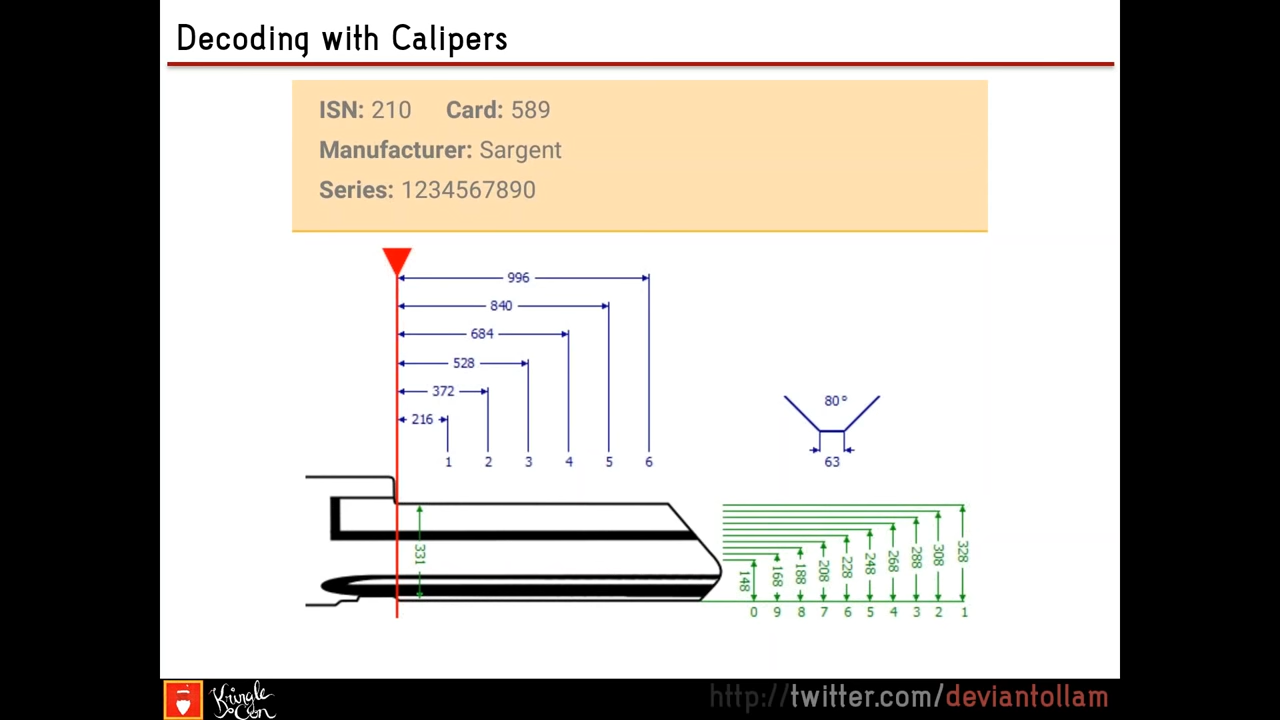 Decoding with Calipers
ISN: 210 Card: 589
Manufacturer: Sargent
Series: 1234567890
996
840
684
528
372
216
1 2 3 4 5 6
80°
63
331
148 168 188 208 228 248 268 288 308 328
0 9 8 7 6 5 4 3 2 1
Kringle Con
http://twitter.com/deviantollam